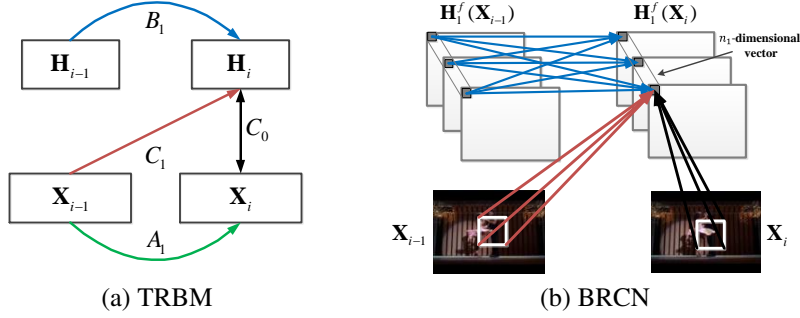 B₁
Hᵢ₋₁
Hᵢ
C₁
C₀
Xᵢ₋₁
Xᵢ
A₁
(a) TRBM
H₁ᶠ(Xᵢ₋₁)
H₁ᶠ(Xᵢ)
n₁-dimensional
vector
Xᵢ₋₁
Xᵢ
(b) BRCN